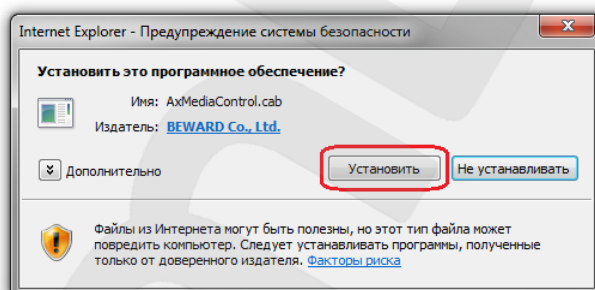 Internet Explorer - Предупреждение системы безопасности
Установить это программное обеспечение?
Имя: AxMediaControl.cab
Издатель: BEWARD Co., Ltd.
Дополнительно
Установить
Не устанавливать
Файлы из Интернета могут быть полезны, но этот тип файла может
повредить компьютер. Следует устанавливать программы, полученные
только от доверенного издателя. Факторы риска